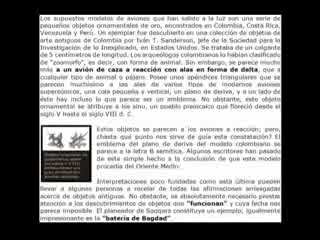 Los supuestos modelos de aviones que han salido a la luz son una serie de
pequeños objetos ornamentales de oro, encontrados en Colombia, Costa Rica,
Venezuela y Perú. Un ejemplar fue descubierto en una colección de objetos de
arte antiguos de Colombia por Iván T. Sanderson, jefe de la Sociedad para la
Investigación de lo Inexplicado, en Estados Unidos. Se trataba de un colgante
de 5 centímetros de longitud. Los arqueólogos colombianos lo habían clasificado
de "zoomorfo", es decir, con forma animal. Sin embargo, se parece mucho
más a un avión de caza a reacción con alas en forma de delta, que a
cualquier tipo de animal o pájaro. Posee unos apéndices triangulares que se
parecen muchísimo a las alas de varios tipos de modernos aviones
supersónicos, una cola pequeña y vertical, un plano de deriva, y a un lado de
éste hay incluso lo que parece ser un emblema. No obstante, este objeto
ornamental se atribuye a los sinu, un pueblo preincaico que floreció desde el
siglo V hasta el siglo VIII d. C.
Estos objetos se parecen a los aviones a reacción; pero,
¿hasta qué punto nos sirve de guía esta constatación? El
emblema del plano de deriva del modelo colombiano se
parece a la letra B semítica. Algunos escritores han pasado
de este simple hecho a la conclusión de que este modelo
procedía del Oriente Medio.
Interpretaciones poco fundadas como esta última pueden
llevar a algunas personas a recelar de todas las afirmaciones arriesgadas
acerca de objetos antiguos. No obstante, es absolutamente necesario prestar
atención a los descubrimientos de objetos que "funcionan" y cuya fecha nos
parece imposible. El planeador de Saqqara constituye un ejemplo; igualmente
impresionante es la "batería de Bagdad".